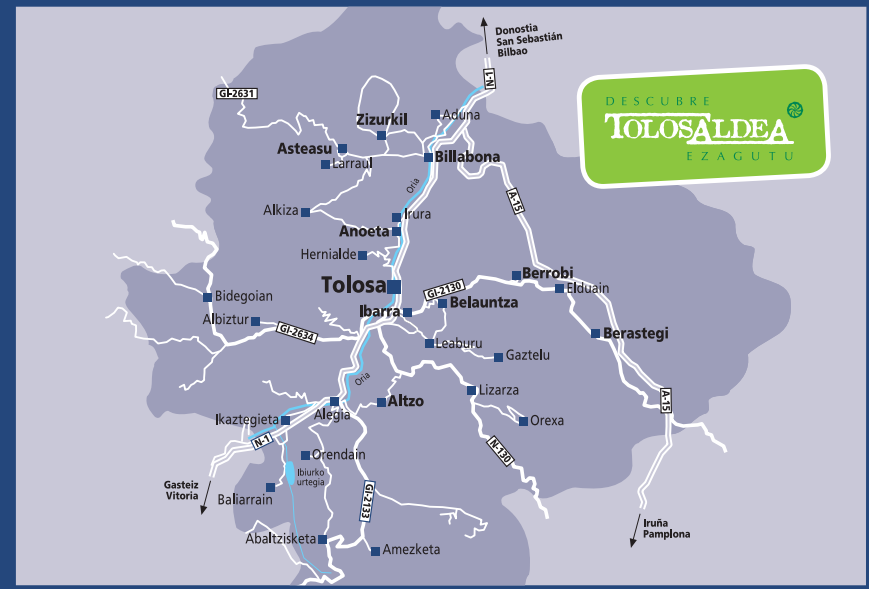 Donostia
San Sebastián
Bilbao
N-1
GI-2631
DESCUBRE
TOLOSALDEA
EZAGUTU
Aduna
Zizurkil
Asteasu
Larraul
Billabona
Oria
A-15
Alkiza
Irura
Anoeta
Hernialde
Tolosa
GI-2130
Berrobi
Elduain
Bidegoian
Ibarra
Belauntza
Albiztur
GI-2634
Berastegi
Leaburu
Gaztelu
Oria
Lizarza
A-15
Alegia
Altzo
Ikaztegieta
Orexa
N-1
N-130
Orendain
Ibiurko
urtegia
Gasteiz
Vitoria
Baliarrain
GI-2133
Iruña
Pamplona
Abaltzisketa
Amezketa